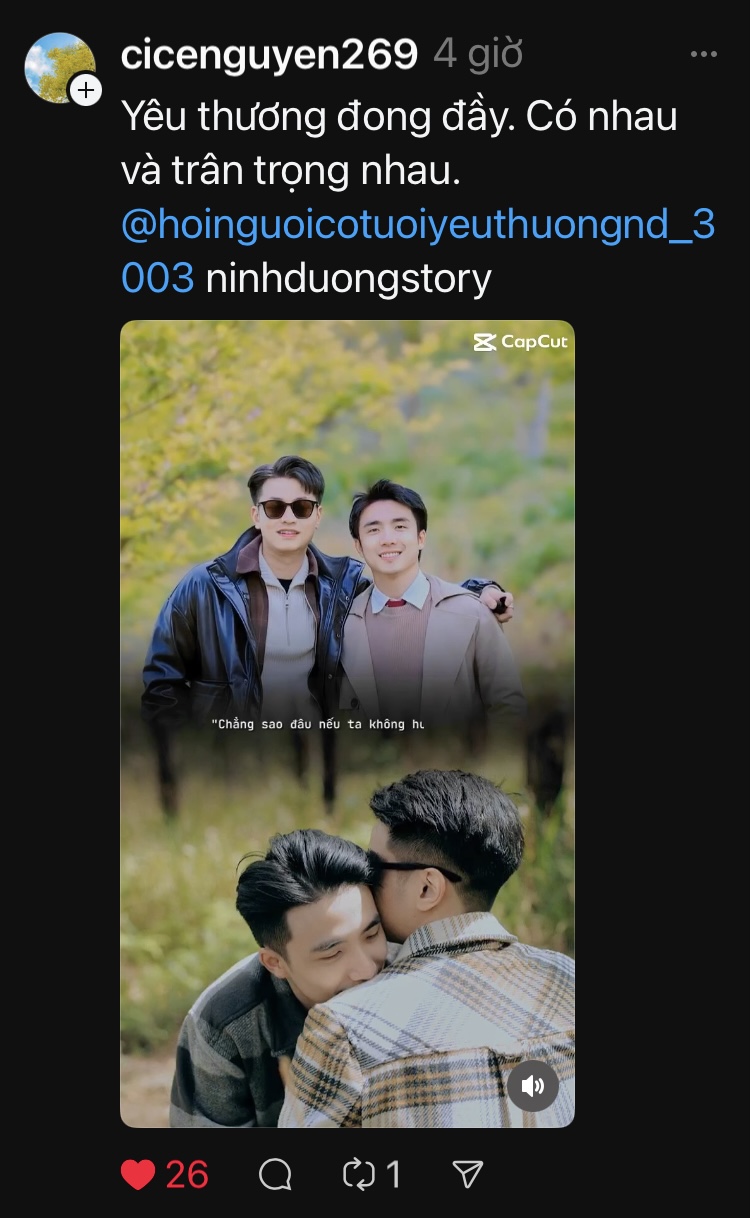 cicenguyen269 4 giờ
Yêu thương đong đầy. Có nhau
và trân trọng nhau.
@hoinguoicotuoiyeuthuongnd_3
003 ninhduongstory
CapCut
"Chẳng sao đâu nếu ta không
26
1